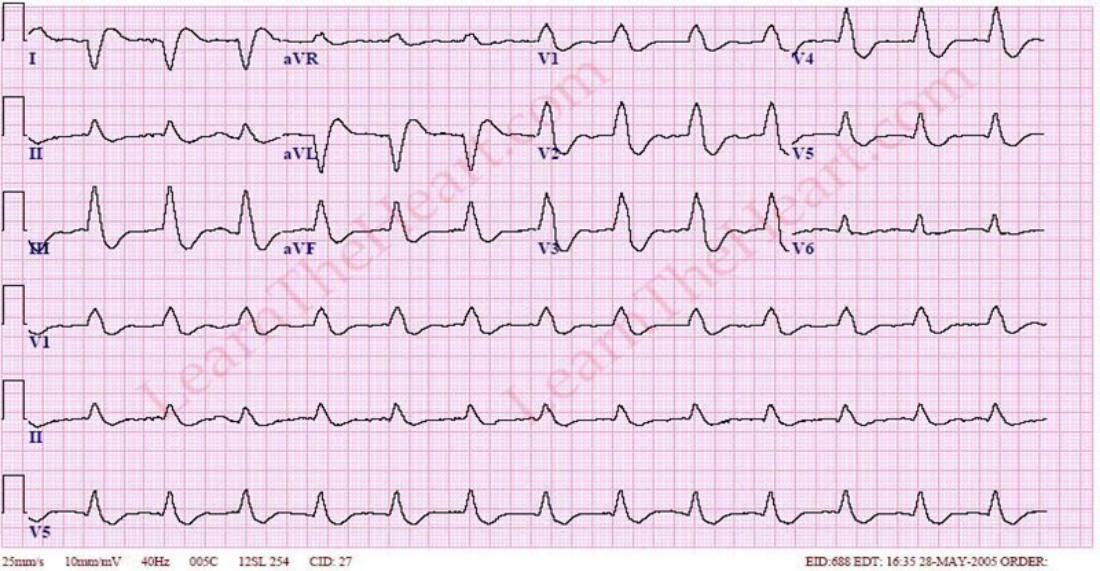 I aVR V1 V4
II aVL V2 V5
III aVF V3 V6
V1
II
V5
LearnTheHeart.com LearnTheHeart.com
25mm/s 10mm/mV 40Hz 005C 12SL 254 CID: 27 EID:688 EDT: 16:35 28-MAY-2005 ORDER: